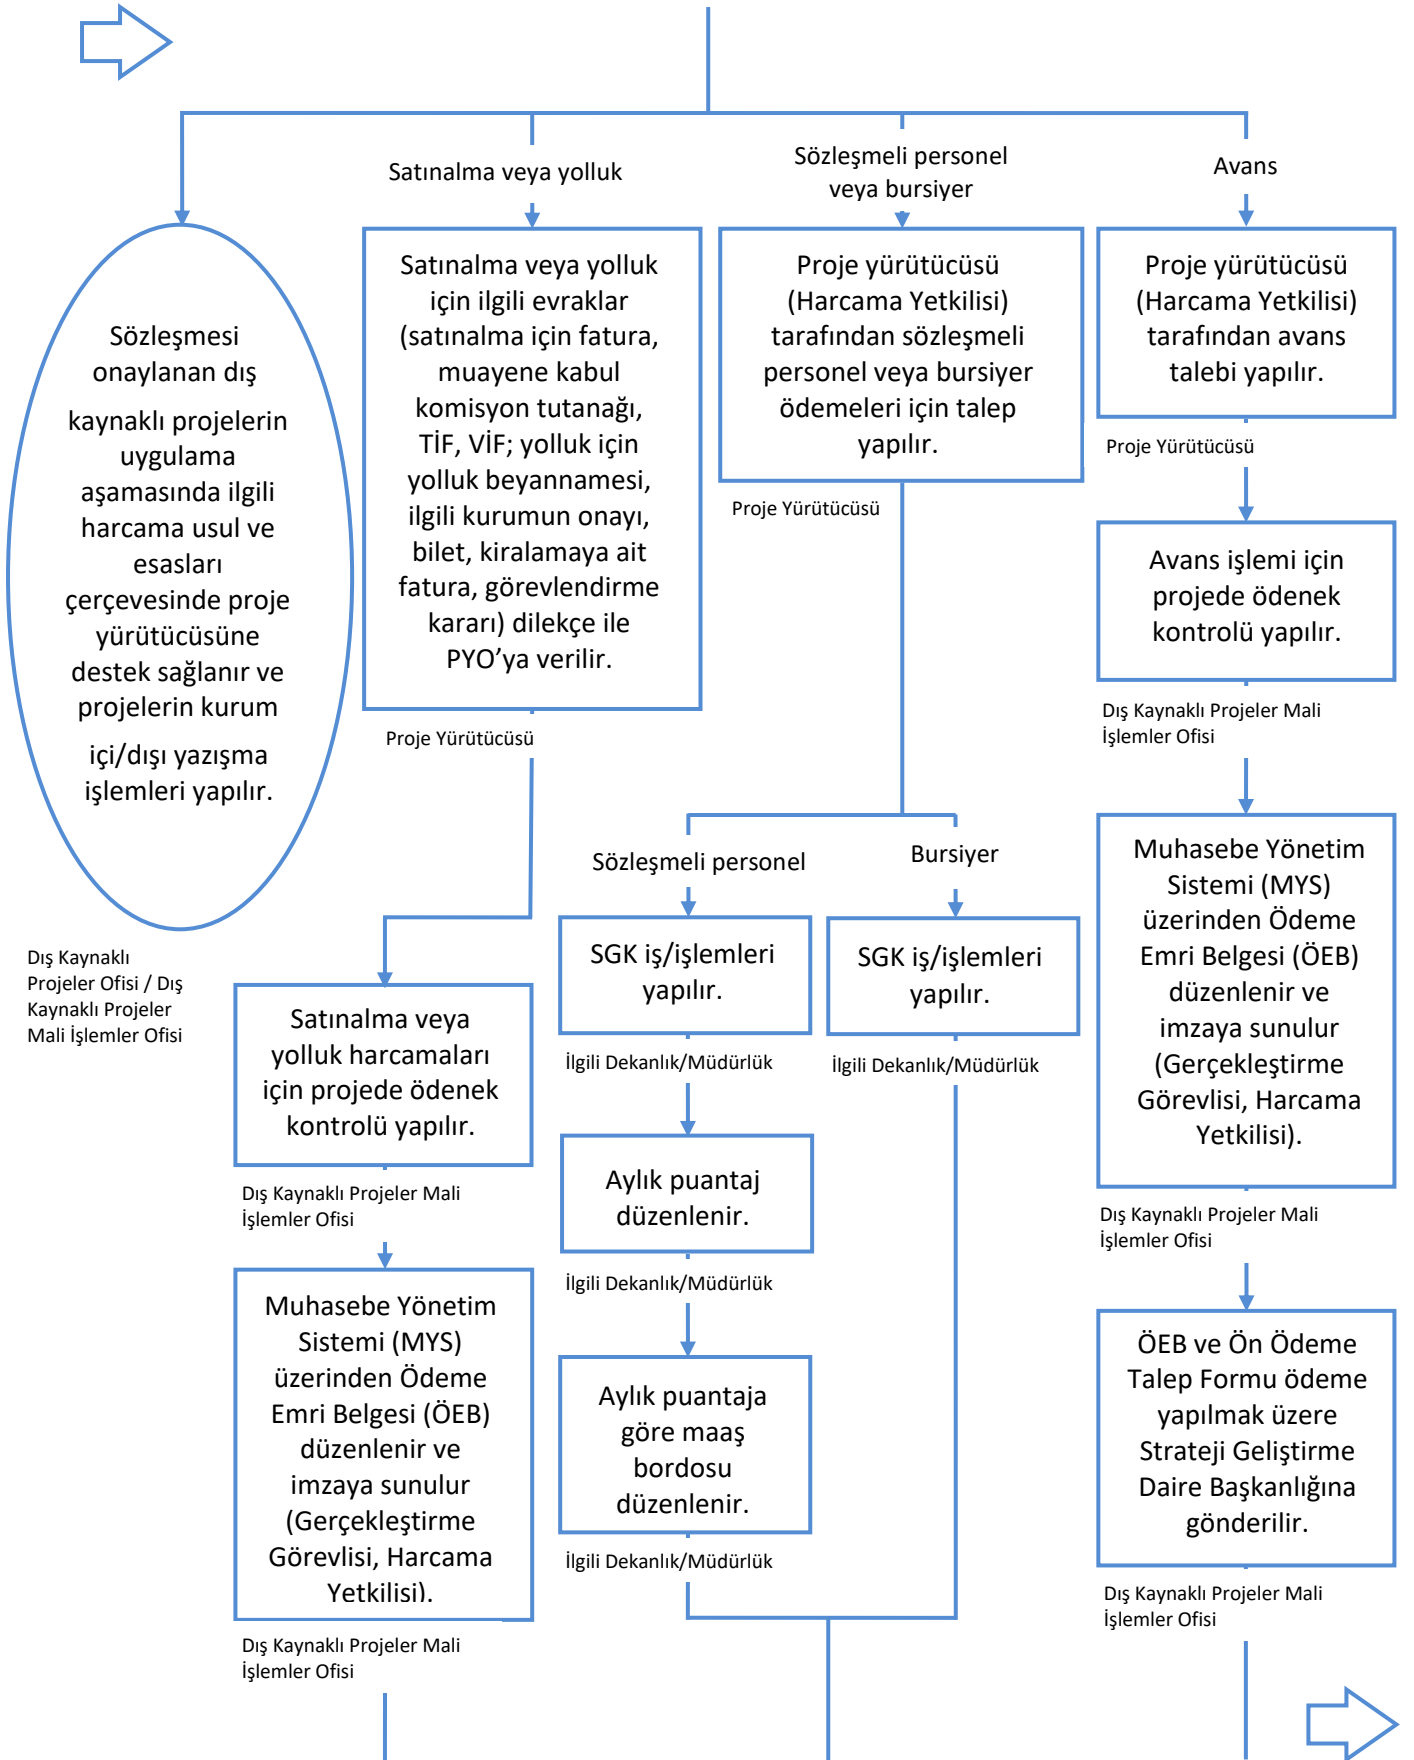 Satınalma veya yolluk
Sözleşmeli personel
veya bursiyer
Avans
Sözleşmesi
onaylanan dış
kaynaklı projelerin
uygulama
aşamasında ilgili
harcama usul ve
esasları
çerçevesinde proje
yürütücüsüne
destek sağlanır ve
projelerin kurum
içi/dışı yazışma
işlemleri yapılır.
Dış Kaynaklı
Projeler Ofisi / Dış
Kaynaklı Projeler
Mali İşlemler Ofisi
Satınalma veya yolluk
için ilgili evraklar
(satınalma için fatura,
muayene kabul
komisyon tutanağı,
TİF, VİF; yolluk için
yolluk beyannamesi,
ilgili kurumun onayı,
bilet, kiralamaya ait
fatura, görevlendirme
kararı) dilekçe ile
PYO’ya verilir.
Proje Yürütücüsü
Satınalma veya
yolluk harcamaları
için projede ödenek
kontrolü yapılır.
Dış Kaynaklı Projeler Mali
İşlemler Ofisi
Muhasebe Yönetim
Sistemi (MYS)
üzerinden Ödeme
Emri Belgesi (ÖEB)
düzenlenir ve
imzaya sunulur
(Gerçekleştirme
Görevlisi, Harcama
Yetkilisi).
Dış Kaynaklı Projeler Mali
İşlemler Ofisi
Proje yürütücüsü
(Harcama Yetkilisi)
tarafından sözleşmeli
personel veya bursiyer
ödemeleri için talep
yapılır.
Proje Yürütücüsü
Sözleşmeli personel
SGK iş/işlemleri
yapılır.
İlgili Dekanlık/Müdürlük
Aylık puantaj
düzenlenir.
İlgili Dekanlık/Müdürlük
Aylık puantaja
göre maaş
bordosu
düzenlenir.
İlgili Dekanlık/Müdürlük
Bursiyer
SGK iş/işlemleri
yapılır.
İlgili Dekanlık/Müdürlük
Proje yürütücüsü
(Harcama Yetkilisi)
tarafından avans
talebi yapılır.
Proje Yürütücüsü
Avans işlemi için
projede ödenek
kontrolü yapılır.
Dış Kaynaklı Projeler Mali
İşlemler Ofisi
Muhasebe Yönetim
Sistemi (MYS)
üzerinden Ödeme
Emri Belgesi (ÖEB)
düzenlenir ve
imzaya sunulur
(Gerçekleştirme
Görevlisi, Harcama
Yetkilisi).
Dış Kaynaklı Projeler Mali
İşlemler Ofisi
ÖEB ve Ön Ödeme
Talep Formu ödeme
yapılmak üzere
Strateji Geliştirme
Daire Başkanlığına
gönderilir.
Dış Kaynaklı Projeler Mali
İşlemler Ofisi